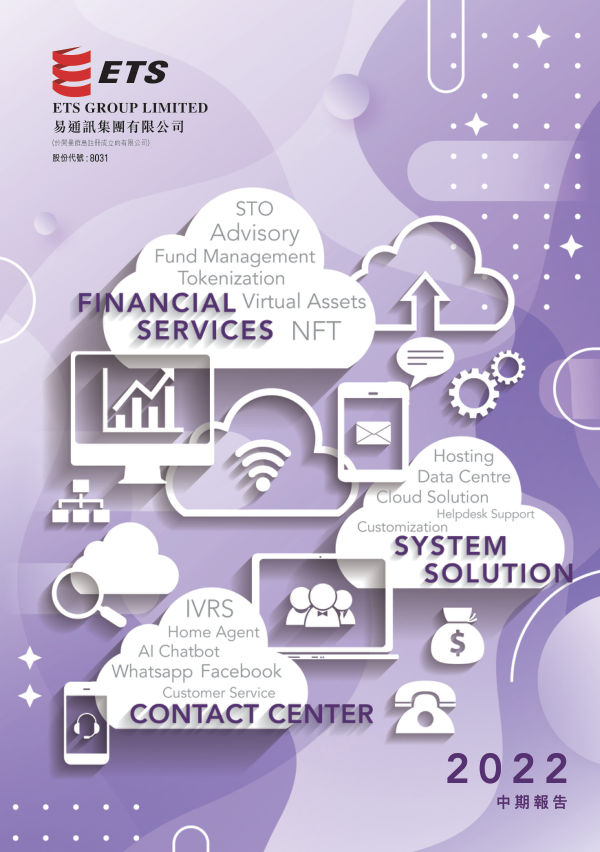 ETS
ETS GROUP LIMITED
易通訊集團有限公司
(於開曼群島註冊成立的有限公司)
股份代號 : 8031
STO
Advisory
Fund Management
Tokenization
FINANCIAL Virtual Assets
SERVICES NFT
Hosting
Data Centre
Cloud Solution
Helpdesk Support
Customization
SYSTEM
SOLUTION
IVRS
Home Agent
AI Chatbot
Whatsapp Facebook
Customer Service
CONTACT CENTER
$
2022
中期報告